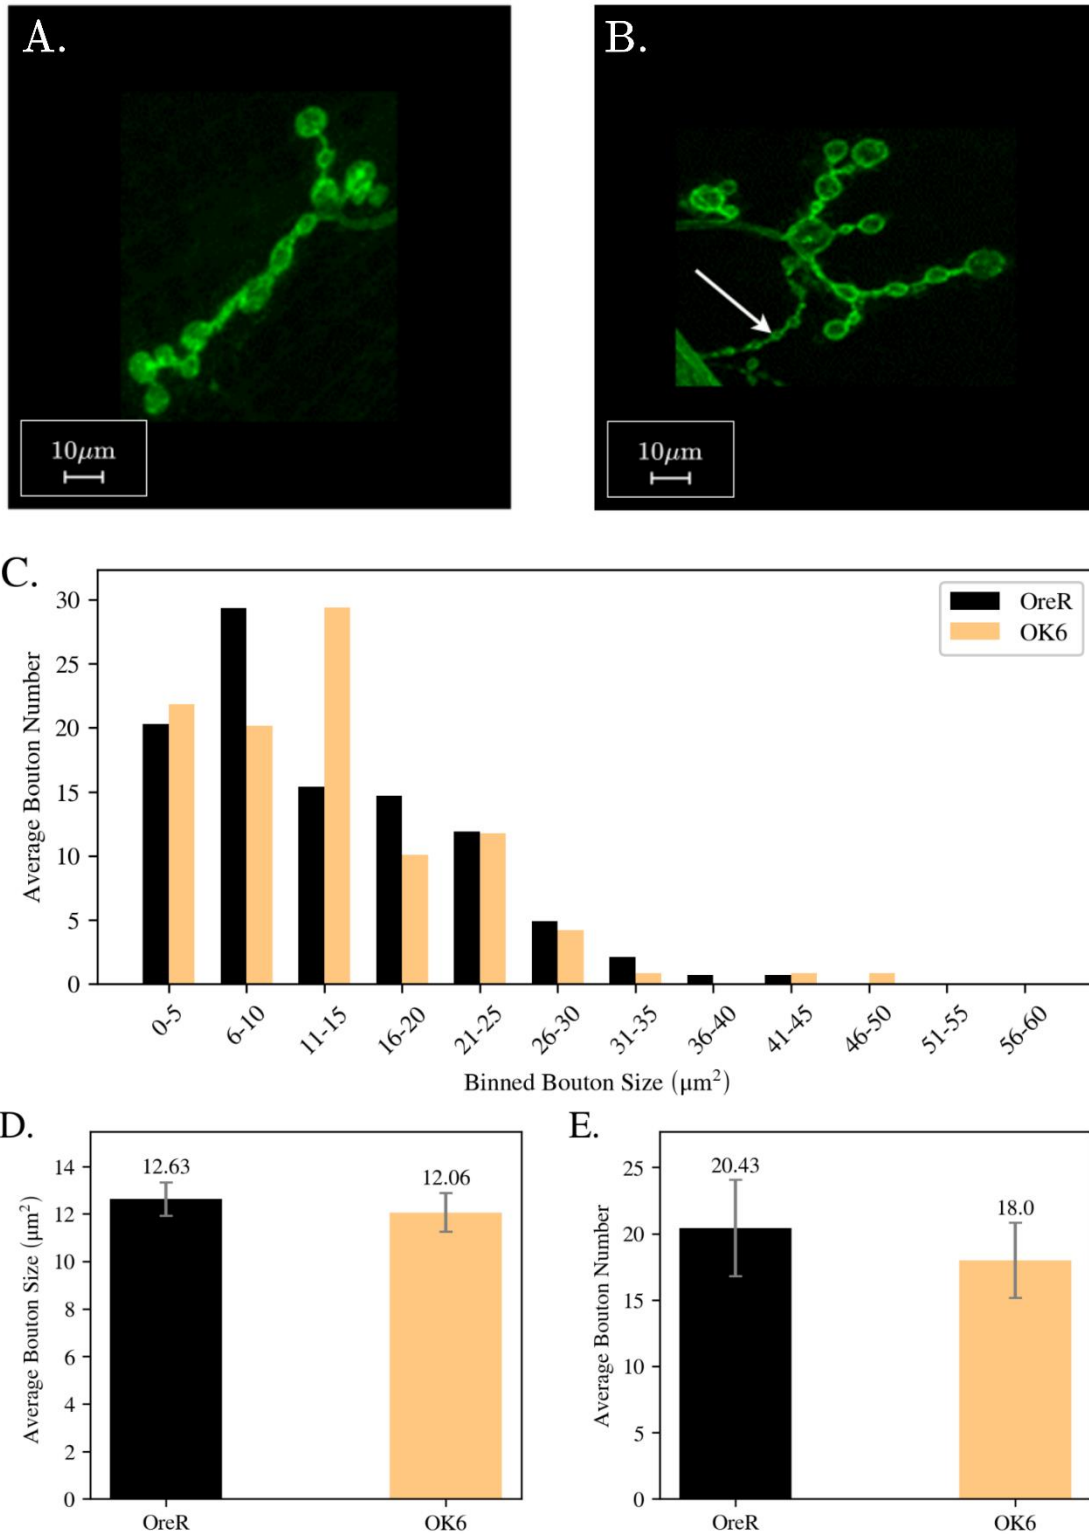 A.
B.
10μm
10μm
C.
Average Bouton Number
30
25
20
15
10
5
0
OreR
OK6
0-5
6-10
11-15
16-20
21-25
26-30
31-35
36-40
41-45
46-50
51-55
56-60
Binned Bouton Size (μm²)
D.
Average Bouton Size (μm²)
14
12
10
8
6
4
2
0
12.63
12.06
OreR
OK6
E.
Average Bouton Number
25
20
15
10
5
0
20.43
18.0
OreR
OK6